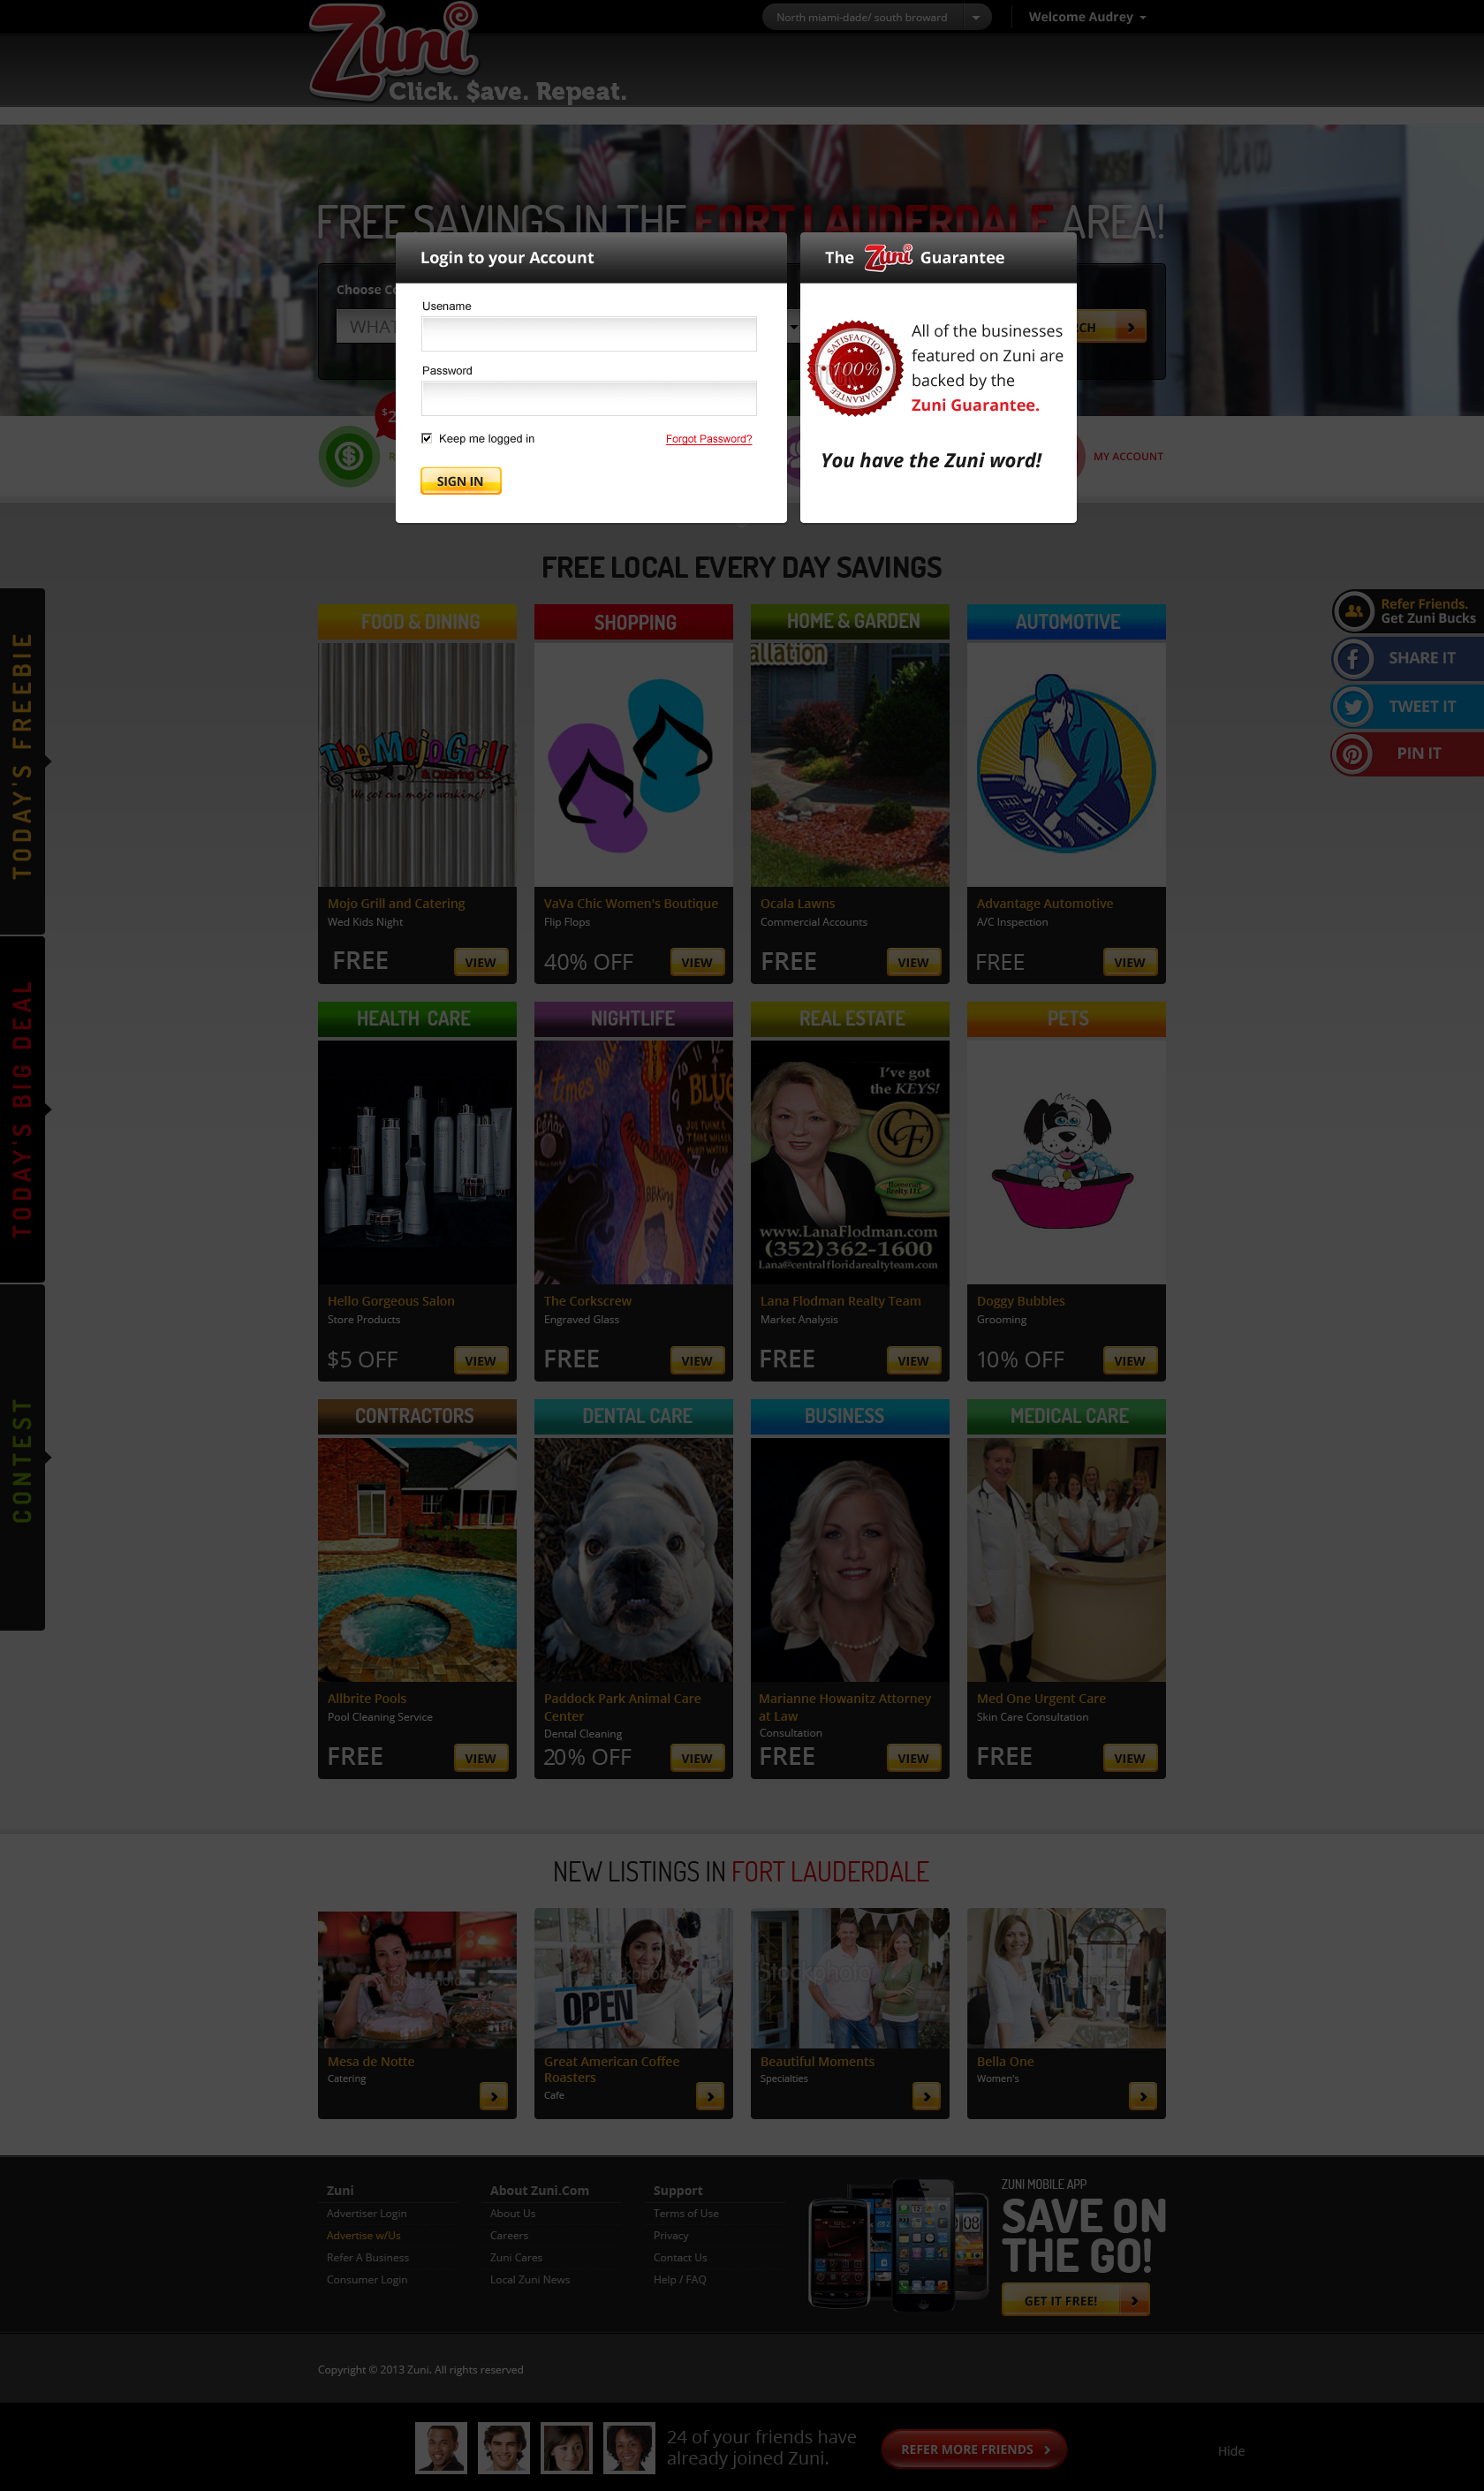 Zuni
Click. $ave. Repeat.
North miami-dade/ south broward
Welcome Audrey
FREE SAVINGS IN THE FORT LAUDERDALE AREA!
Login to your Account
Usename
Password
Keep me logged in
Forgot Password?
SIGN IN
The Zuni Guarantee
SATISFACTION
100%
GUARANTEE
All of the businesses
featured on Zuni are
backed by the
Zuni Guarantee.
You have the Zuni word!
WHAT
MY ACCOUNT
FREE LOCAL EVERY DAY SAVINGS
TODAY'S FREEBIE
TODAY'S BIG DEAL
CONTEST
Refer Friends.
Get Zuni Bucks
SHARE IT
TWEET IT
PIN IT
FOOD & DINING
The Mojo Grill
& Catering Co.
We got our mojo working!
Mojo Grill and Catering
Wed Kids Night
FREE
VIEW
SHOPPING
VaVa Chic Women's Boutique
Flip Flops
40% OFF
VIEW
HOME & GARDEN
allation
Ocala Lawns
Commercial Accounts
FREE
VIEW
AUTOMOTIVE
Advantage Automotive
A/C Inspection
FREE
VIEW
HEALTH CARE
Hello Gorgeous Salon
Store Products
$5 OFF
VIEW
NIGHTLIFE
The Corkscrew
Engraved Glass
FREE
VIEW
REAL ESTATE
I've got
the KEYS!
www.LanaFlodman.com
(352)362-1600
Lana@centralfloridarealtyteam.com
Lana Flodman Realty Team
Market Analysis
FREE
VIEW
PETS
Doggy Bubbles
Grooming
10% OFF
VIEW
CONTRACTORS
Allbrite Pools
Pool Cleaning Service
FREE
VIEW
DENTAL CARE
Paddock Park Animal Care
Center
Dental Cleaning
20% OFF
VIEW
BUSINESS
Marianne Howanitz Attorney
at Law
Consultation
FREE
VIEW
MEDICAL CARE
Med One Urgent Care
Skin Care Consultation
FREE
VIEW
NEW LISTINGS IN FORT LAUDERDALE
Mesa de Notte
Catering
OPEN
Great American Coffee
Roasters
Cafe
iStockphoto
Beautiful Moments
Specialties
Bella One
Women's
Zuni
Advertiser Login
Advertise w/Us
Refer A Business
Consumer Login
About Zuni.Com
About Us
Careers
Zuni Cares
Local Zuni News
Support
Terms of Use
Privacy
Contact Us
Help / FAQ
ZUNI MOBILE APP
SAVE ON
THE GO!
GET IT FREE!
Copyright © 2013 Zuni. All rights reserved
24 of your friends have
already joined Zuni.
REFER MORE FRIENDS
Hide